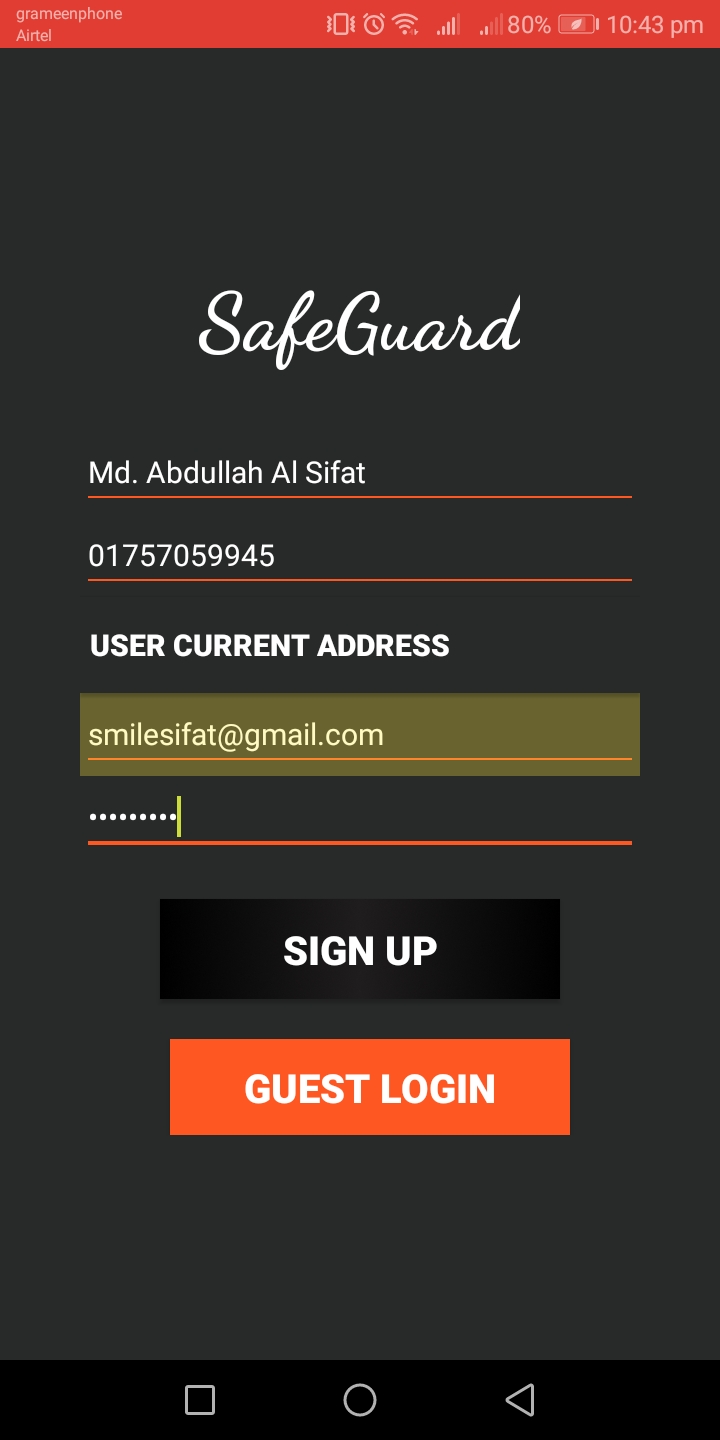 grameenphone
Airtel
80% 10:43 pm
SafeGuard
Md. Abdullah Al Sifat
01757059945
USER CURRENT ADDRESS
smilesifat@gmail.com
•••••••••
SIGN UP
GUEST LOGIN